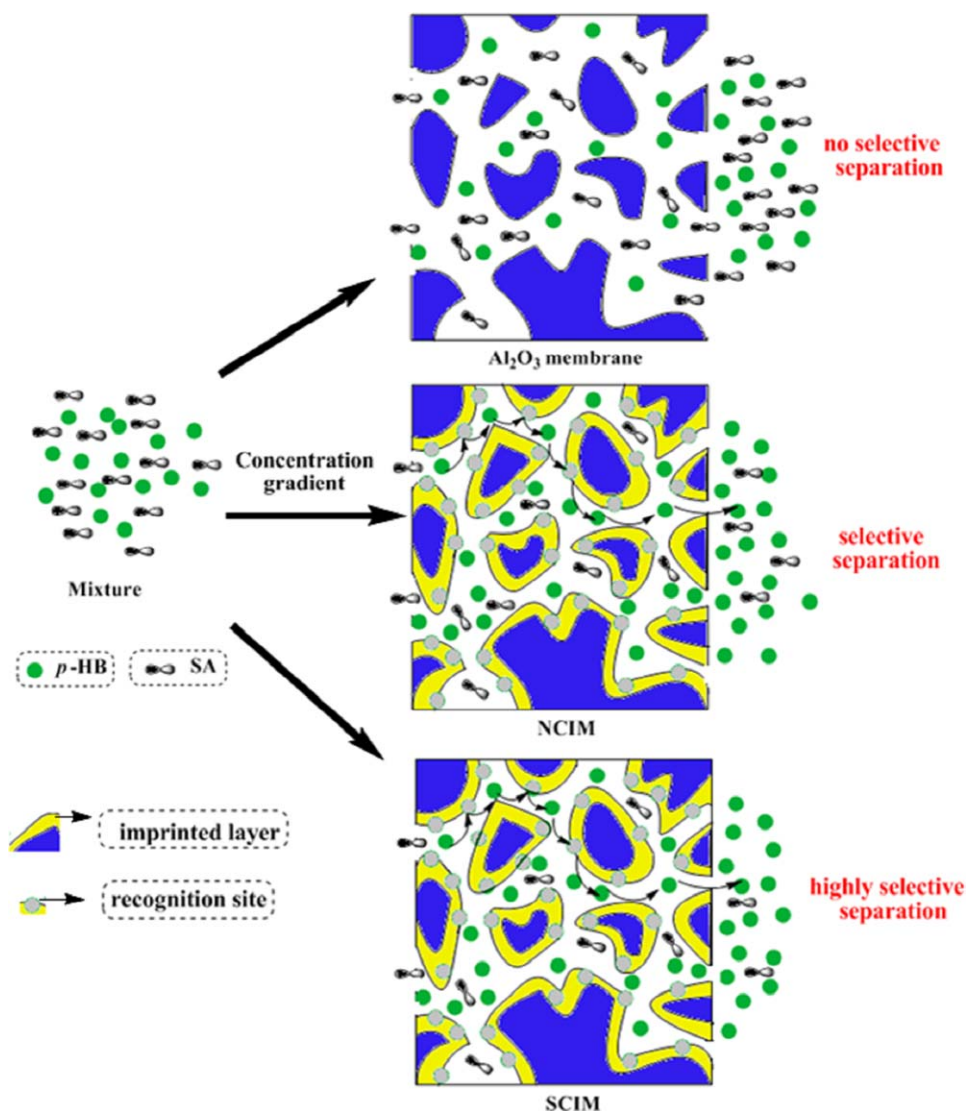 no selective
separation
Al₂O₃ membrane
Concentration
gradient
Mixture
selective
separation
p-HB
SA
NCIM
imprinted layer
recognition site
highly selective
separation
SCIM